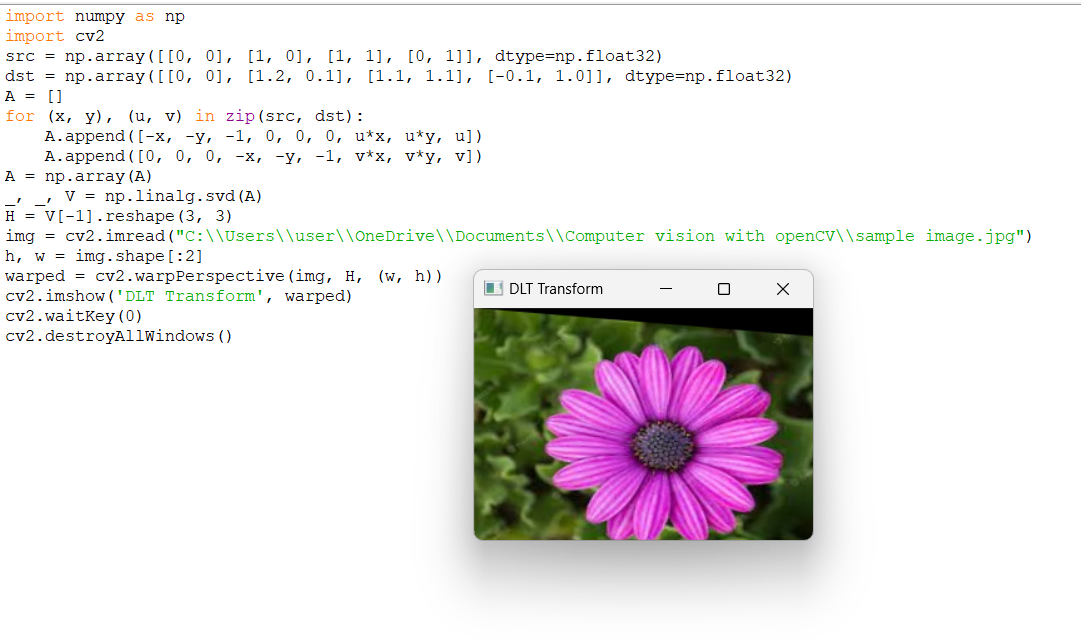 import numpy as np
import cv2
src = np.array([[0, 0], [1, 0], [1, 1], [0, 1]], dtype=np.float32)
dst = np.array([[0, 0], [1.2, 0.1], [1.1, 1.1], [-0.1, 1.0]], dtype=np.float32)
A = []
for (x, y), (u, v) in zip(src, dst):
    A.append([-x, -y, -1, 0, 0, 0, u*x, u*y, u])
    A.append([0, 0, 0, -x, -y, -1, v*x, v*y, v])
A = np.array(A)
_, _, V = np.linalg.svd(A)
H = V[-1].reshape(3, 3)
img = cv2.imread("C:\\Users\\user\\OneDrive\\Documents\\Computer vision with openCV\\sample image.jpg")
h, w = img.shape[:2]
warped = cv2.warpPerspective(img, H, (w, h))
cv2.imshow('DLT Transform', warped)
cv2.waitKey(0)
cv2.destroyAllWindows()
DLT Transform